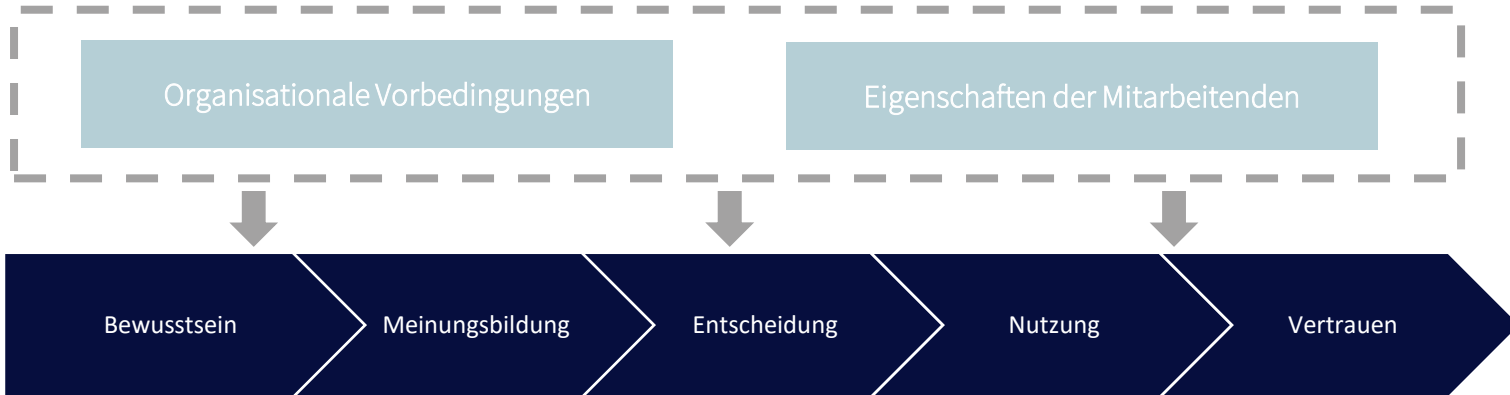 Organisationale Vorbedingungen
Eigenschaften der Mitarbeitenden
Bewusstsein
Meinungsbildung
Entscheidung
Nutzung
Vertrauen